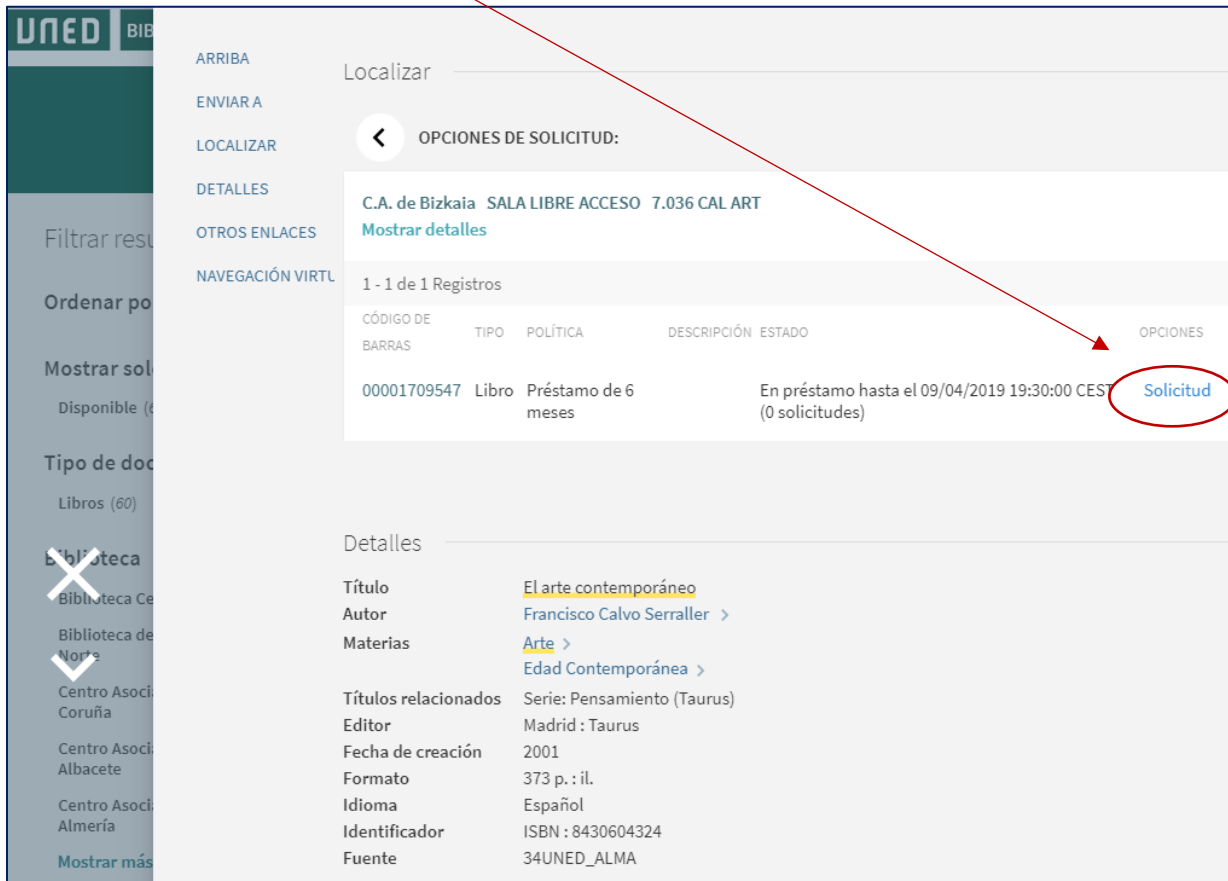 UNED BIB
ARRIBA
ENVIAR A
LOCALIZAR
DETALLES
OTROS ENLACES
NAVEGACIÓN VIRTU
Filtrar resu
Ordenar po
Mostrar sol
Disponible (6
Tipo de doc
Libros (60)
Biblioteca
Biblioteca Ce
Biblioteca de
Norte
Centro Asoci
Coruña
Centro Asoci
Albacete
Centro Asoci
Almería
Mostrar más
Localizar
OPCIONES DE SOLICITUD:
C.A. de Bizkaia SALA LIBRE ACCESO 7.036 CAL ART
Mostrar detalles
1 - 1 de 1 Registros
CÓDIGO DE
BARRAS TIPO POLÍTICA DESCRIPCIÓN ESTADO OPCIONES
00001709547 Libro Préstamo de 6 En préstamo hasta el 09/04/2019 19:30:00 CEST Solicitud
meses (0 solicitudes)
Detalles
Título El arte contemporáneo
Autor Francisco Calvo Serraller >
Materias Arte >
Edad Contemporánea >
Títulos relacionados Serie: Pensamiento (Taurus)
Editor Madrid : Taurus
Fecha de creación 2001
Formato 373 p. : il.
Idioma Español
Identificador ISBN : 8430604324
Fuente 34UNED_ALMA